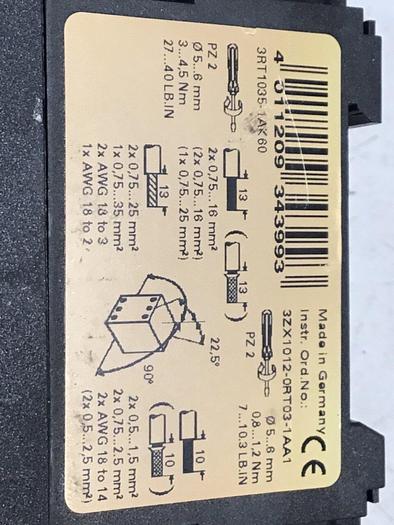 3RT1035-1AK60
4 011209 343993
Made in Germany
Instr. Ord.No.:
3ZX1012-0RT03-1AA1
CE
PZ 2
Ø 5...6 mm
3...4,5 Nm
27...40 LB.IN
13
2x 0,75...16 mm²
(2x 0,75...16 mm²)
(1x 0,75...25 mm²)
( 13 )
13
2x 0,75...25 mm²
1x 0,75...35 mm²
2x AWG 18 to 3
1x AWG 18 to 2
22,5°
90°
PZ 2
Ø 5...6 mm
0,8...1,2 Nm
7...10.3 LB.IN
10
( 10 )
2x 0,5...1,5 mm²
2x 0,75...2,5 mm²
2x AWG 18 to 14
(2x 0,5...2,5 mm²)